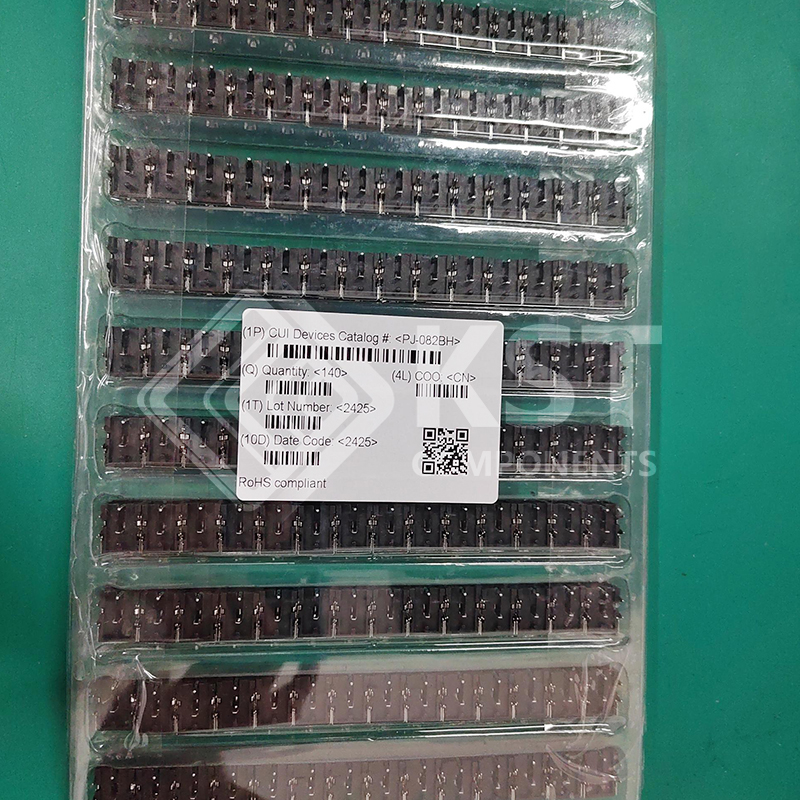 (1P) CUI Devices Catalog #: <PJ-082BH>
(Q) Quantity: <140> (4L) COO: <CN>
(1T) Lot Number: <2425>
(10D) Date Code: <2425>
RoHS compliant
KST
COMPONENTS